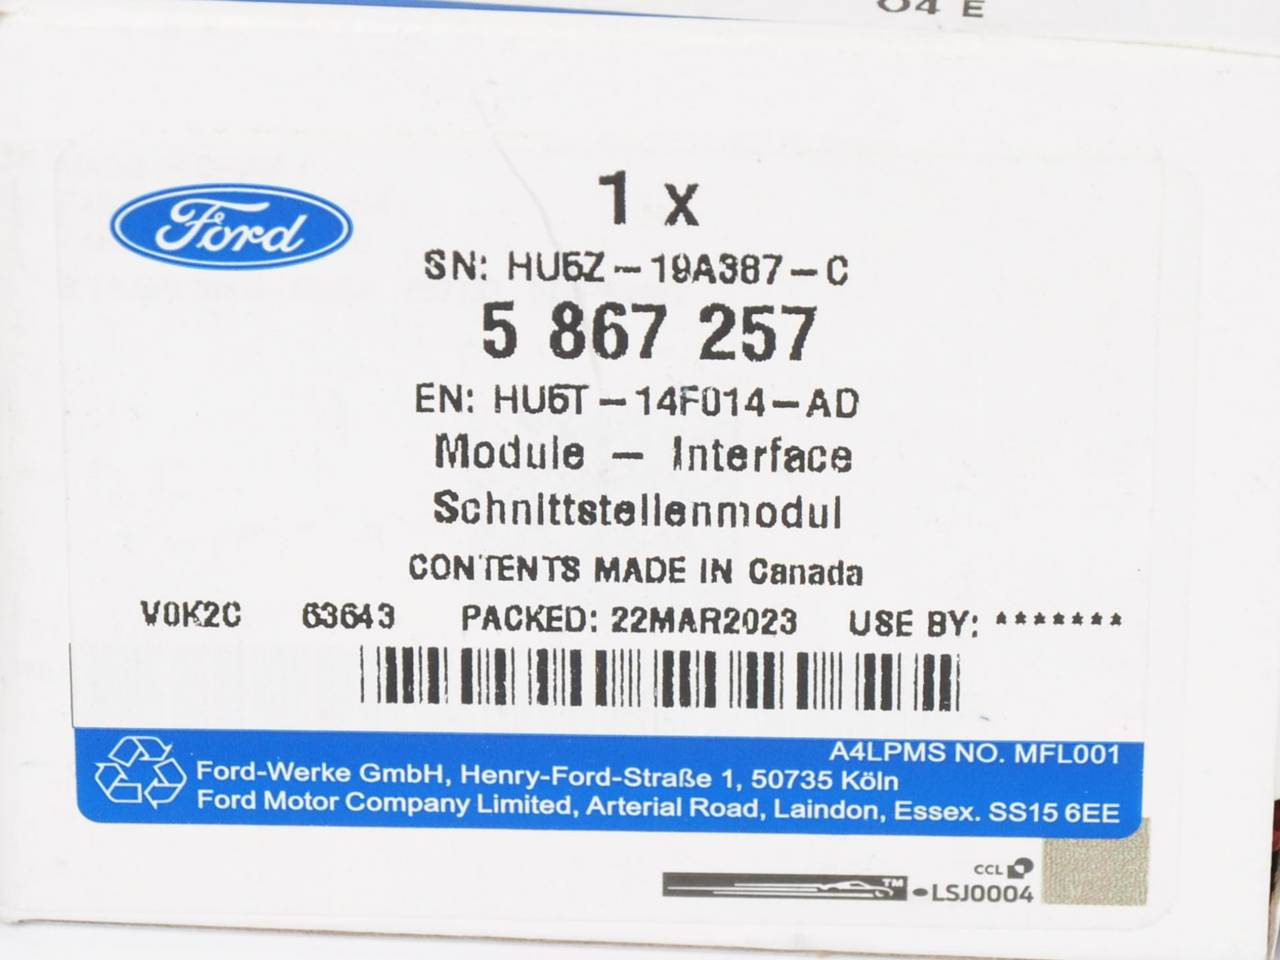 04 E
Ford
1 x
SN: HU5Z-19A387-C
5 867 257
EN: HU5T-14F014-AD
Module - Interface
Schnittstellenmodul
CONTENTS MADE IN Canada
V0K2C 63643 PACKED: 22MAR2023 USE BY: *******
A4LPMS NO. MFL001
Ford-Werke GmbH, Henry-Ford-Straße 1, 50735 Köln
Ford Motor Company Limited, Arterial Road, Laindon, Essex. SS15 6EE
CCL
TM
LSJ0004